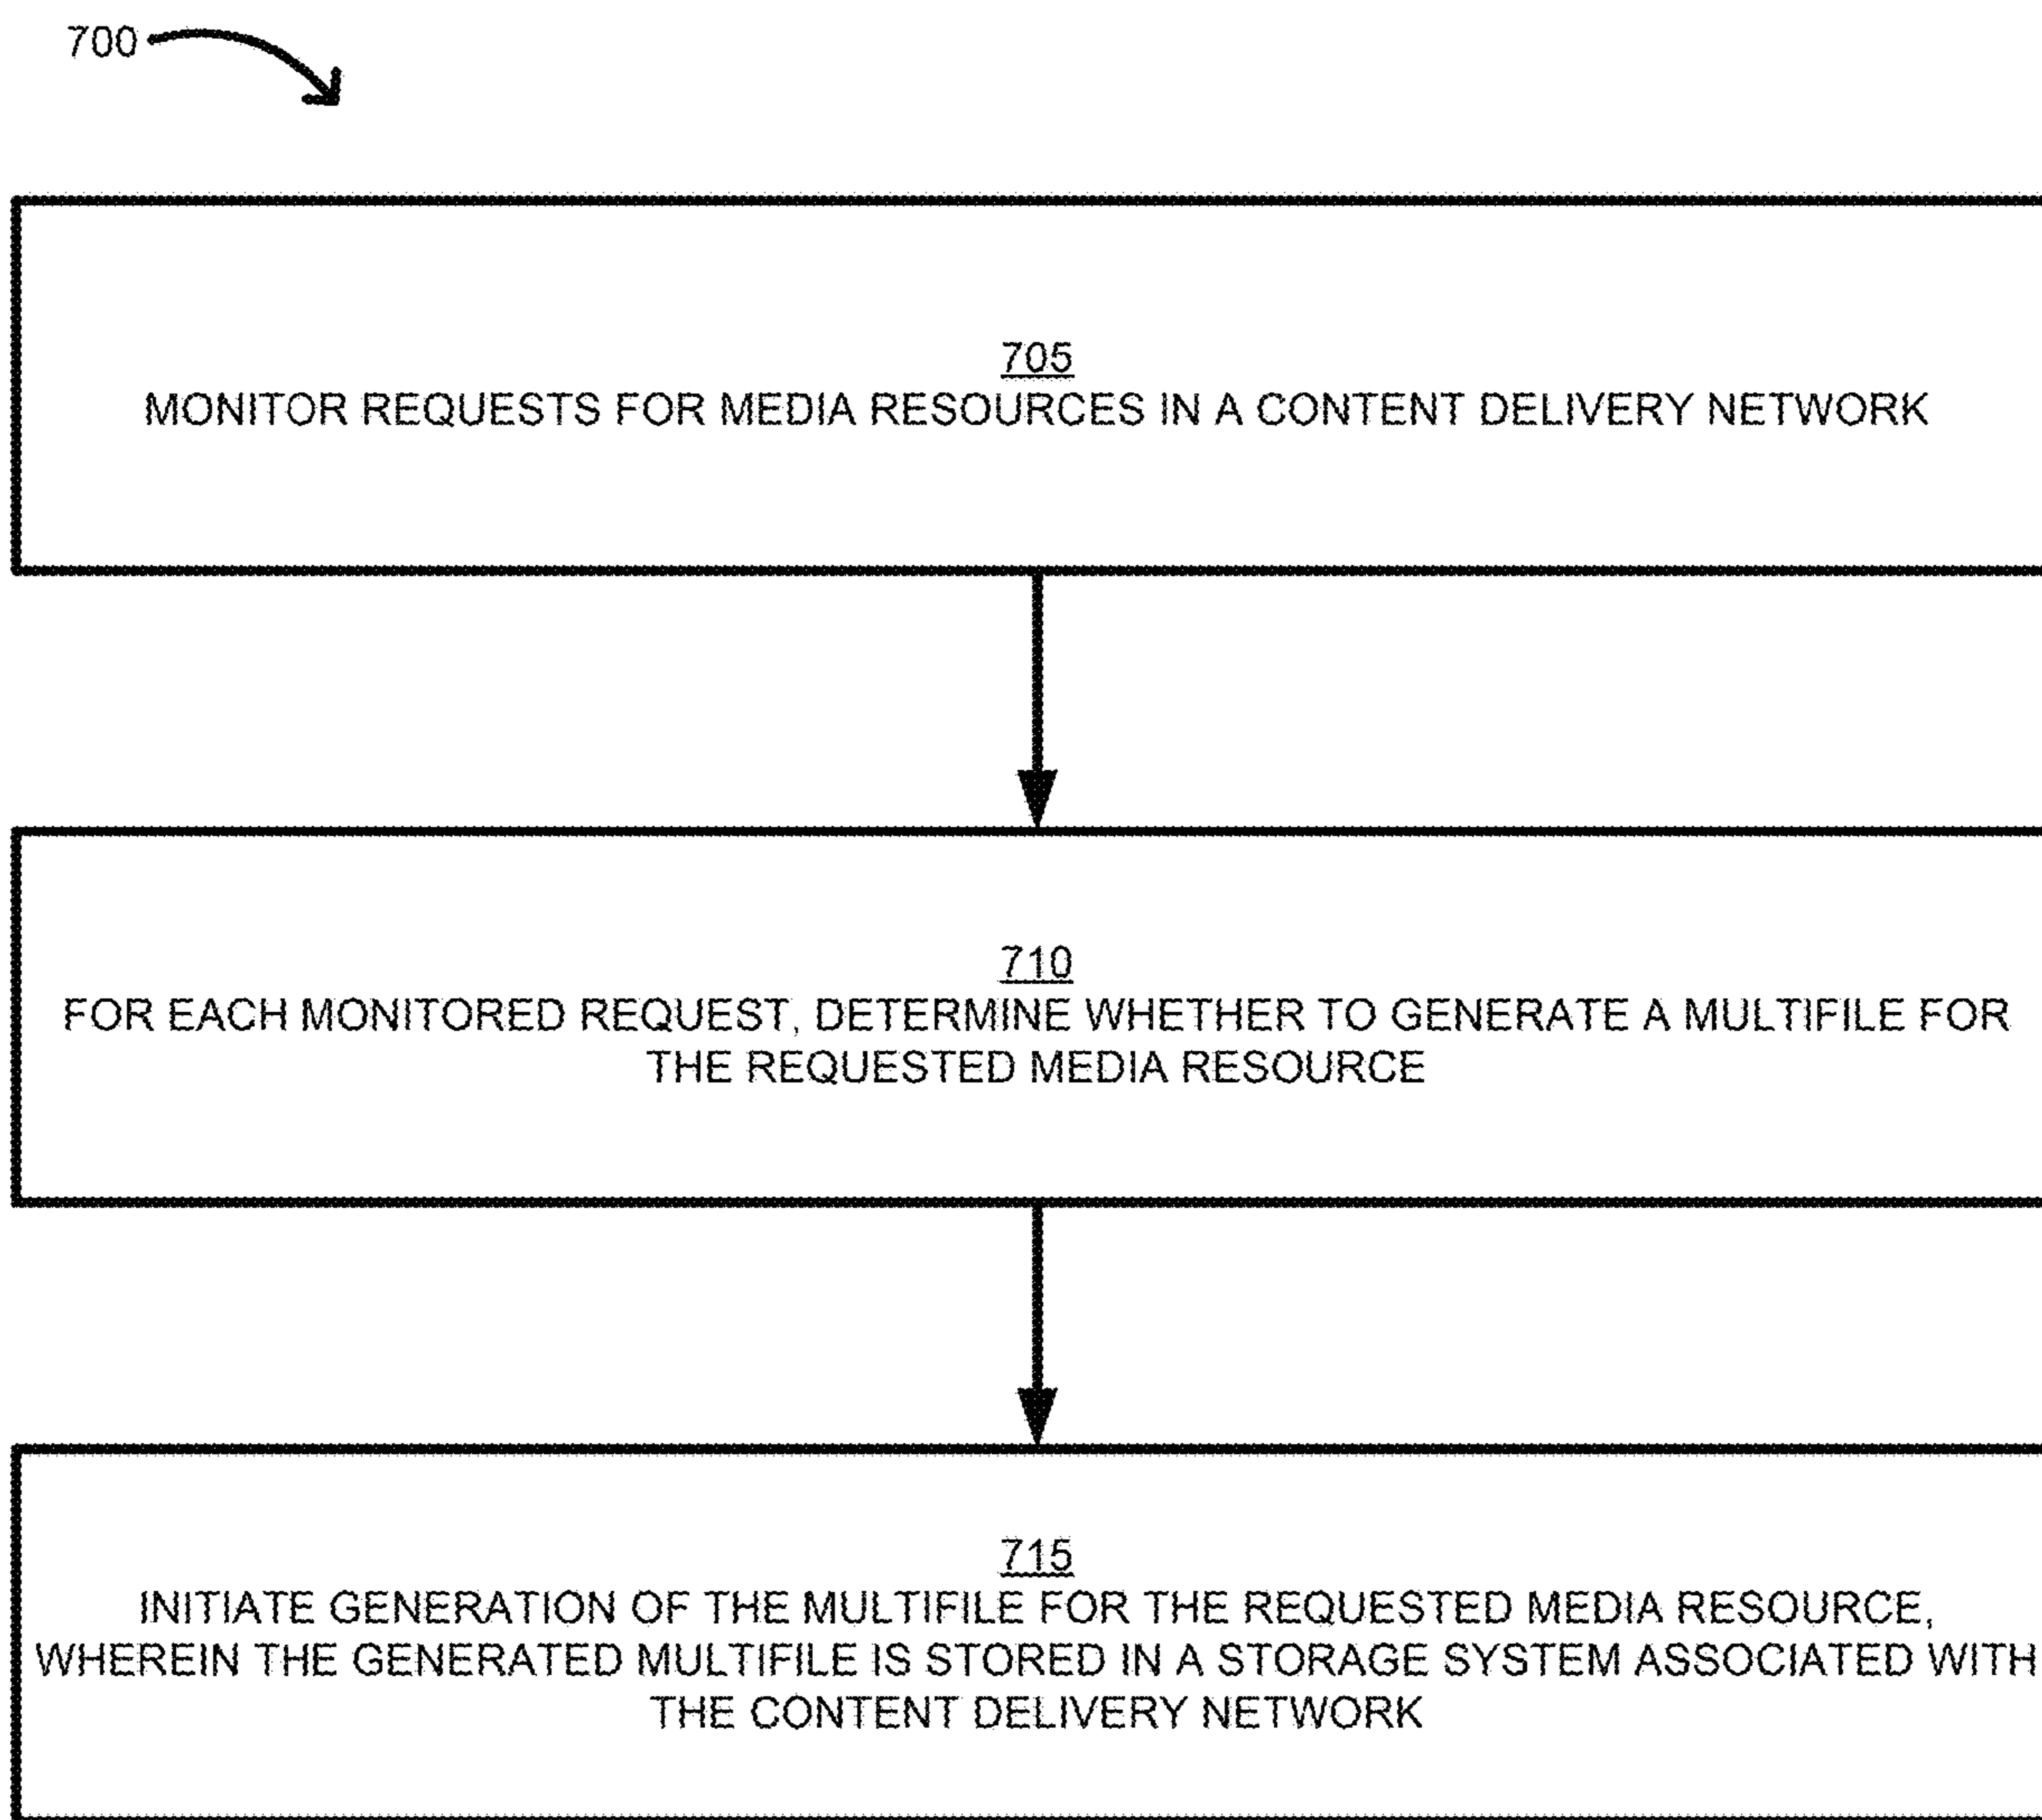 700
705
MONITOR REQUESTS FOR MEDIA RESOURCES IN A CONTENT DELIVERY NETWORK
710
FOR EACH MONITORED REQUEST, DETERMINE WHETHER TO GENERATE A MULTIFILE FOR
THE REQUESTED MEDIA RESOURCE
715
INITIATE GENERATION OF THE MULTIFILE FOR THE REQUESTED MEDIA RESOURCE,
WHEREIN THE GENERATED MULTIFILE IS STORED IN A STORAGE SYSTEM ASSOCIATED WITH
THE CONTENT DELIVERY NETWORK